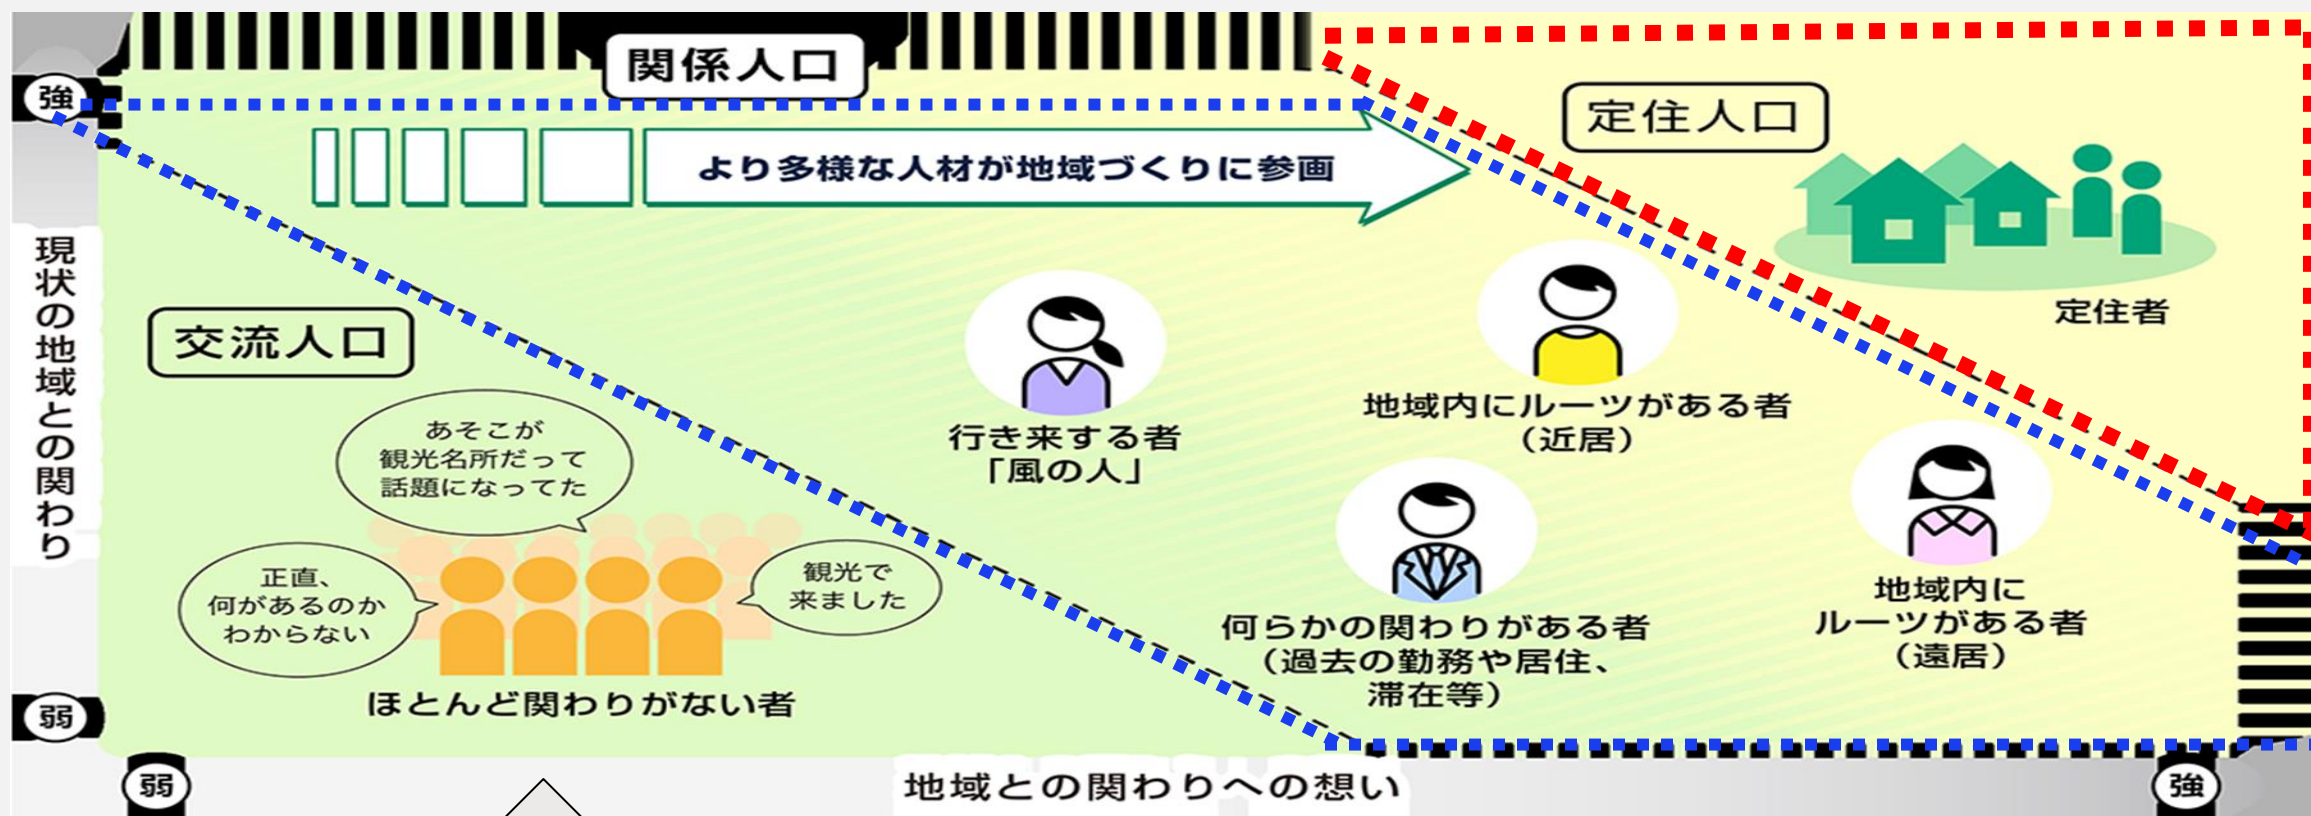 関係人口
強
定住人口
より多様な人材が地域づくりに参画
現状の地域との関わり
定住者
交流人口
あそこが
観光名所だって
話題になってた
行き来する者
「風の人」
地域内にルーツがある者
（近居）
正直、
何があるのか
わからない
観光で
来ました
ほとんど関わりがない者
何らかの関わりがある者
（過去の勤務や居住、
滞在等）
地域内に
ルーツがある者
（遠居）
弱
弱
地域との関わりへの想い
強